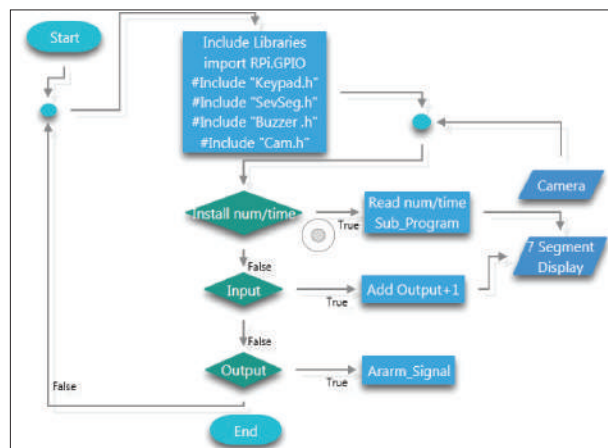 Start
Include Libraries
import RPi.GPIO
#Include "Keypad.h"
#Include "SevSeg.h"
#Include "Buzzer .h"
#Include "Cam.h"
Camera
Install num/time
True
Read num/time
Sub_Program
7 Segment
Display
False
Input
True
Add Output+1
False
Output
True
Ararm_Signal
False
End